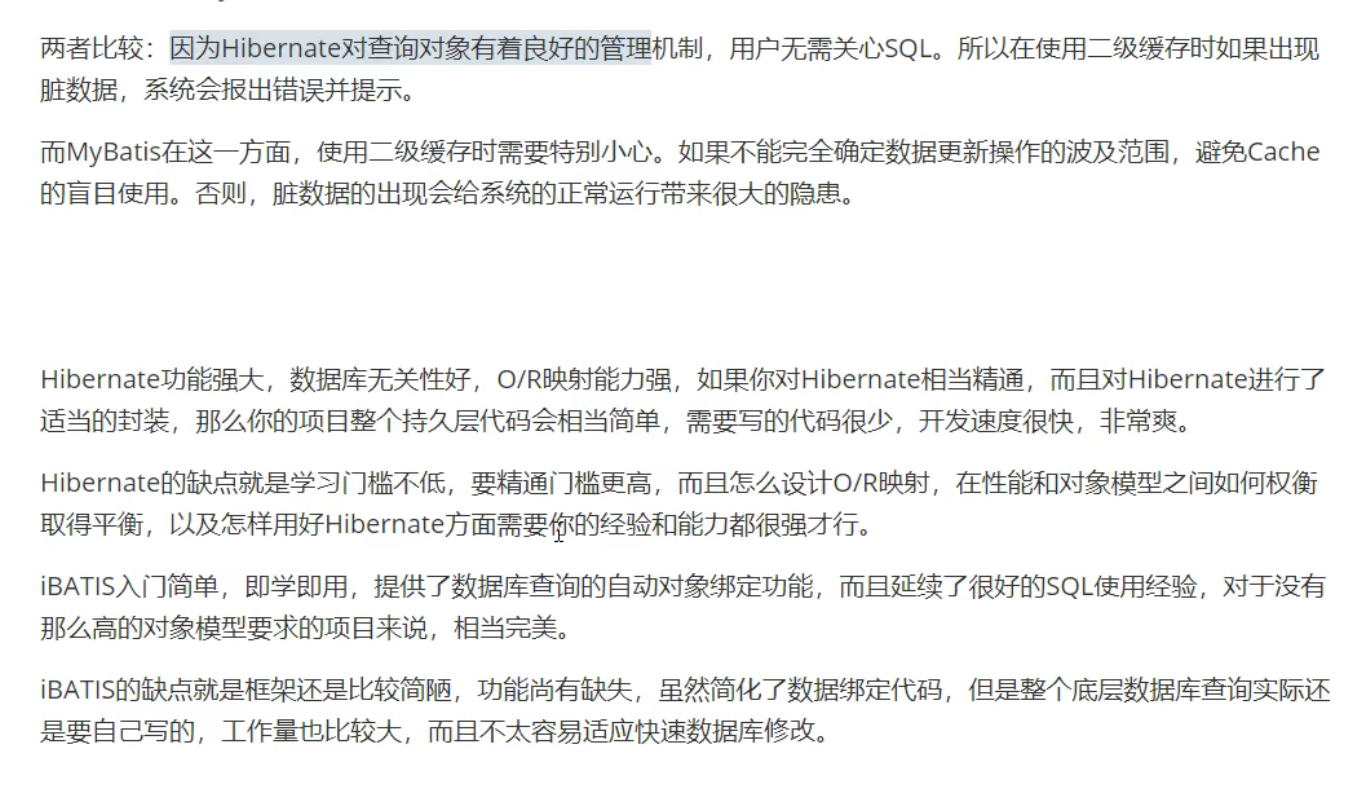 两者比较：因为Hibernate对查询对象有着良好的管理机制，用户无需关心SQL。所以在使用二级缓存时如果出现
脏数据，系统会报出错误并提示。
而MyBatis在这一方面，使用二级缓存时需要特别小心。如果不能完全确定数据更新操作的波及范围，避免Cache
的盲目使用。否则，脏数据的出现会给系统的正常运行带来很大的隐患。
Hibernate功能强大，数据库无关性好，O/R映射能力强，如果你对Hibernate相当精通，而且对Hibernate进行了
适当的封装，那么你的项目整个持久层代码会相当简单，需要写的代码很少，开发速度很快，非常爽。
Hibernate的缺点就是学习门槛不低，要精通门槛更高，而且怎么设计O/R映射，在性能和对象模型之间如何权衡
取得平衡，以及怎样用好Hibernate方面需要你的经验和能力都很强才行。
iBATIS入门简单，即学即用，提供了数据库查询的自动对象绑定功能，而且延续了很好的SQL使用经验，对于没有
那么高的对象模型要求的项目来说，相当完美。
iBATIS的缺点就是框架还是比较简陋，功能尚有缺失，虽然简化了数据绑定代码，但是整个底层数据库查询实际还
是要自己写的，工作量也比较大，而且不太容易适应快速数据库修改。